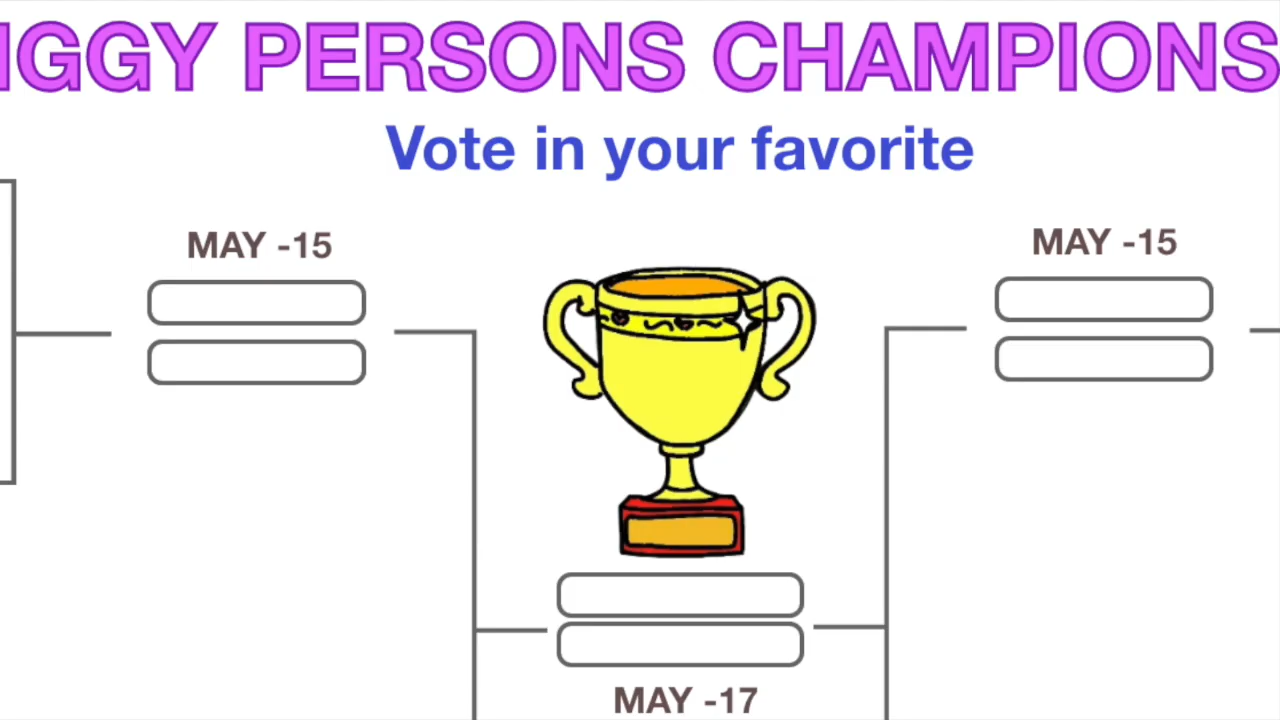 IGGY PERSONS CHAMPIONS
Vote in your favorite
MAY -15
MAY -15
MAY -17